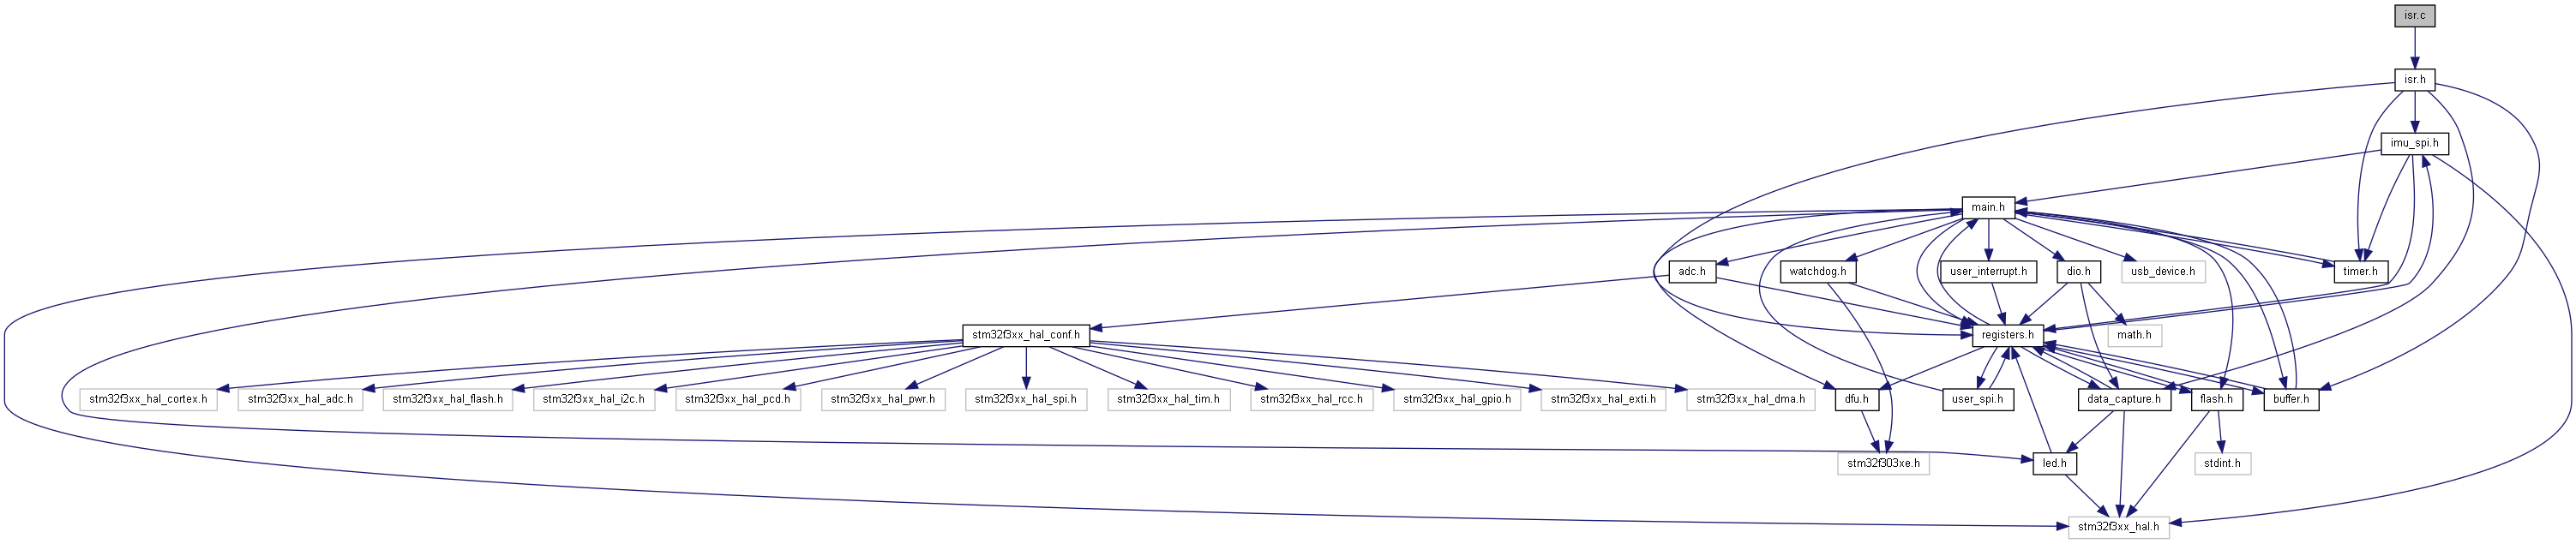 isr.c
isr.h
imu_spi.h
main.h
adc.h
watchdog.h
user_interrupt.h
dio.h
usb_device.h
timer.h
stm32f3xx_hal_conf.h
registers.h
math.h
stm32f3xx_hal_cortex.h
stm32f3xx_hal_adc.h
stm32f3xx_hal_flash.h
stm32f3xx_hal_i2c.h
stm32f3xx_hal_pcd.h
stm32f3xx_hal_pwr.h
stm32f3xx_hal_spi.h
stm32f3xx_hal_tim.h
stm32f3xx_hal_rcc.h
stm32f3xx_hal_gpio.h
stm32f3xx_hal_exti.h
stm32f3xx_hal_dma.h
dfu.h
user_spi.h
data_capture.h
flash.h
buffer.h
stm32f303xe.h
led.h
stdint.h
stm32f3xx_hal.h